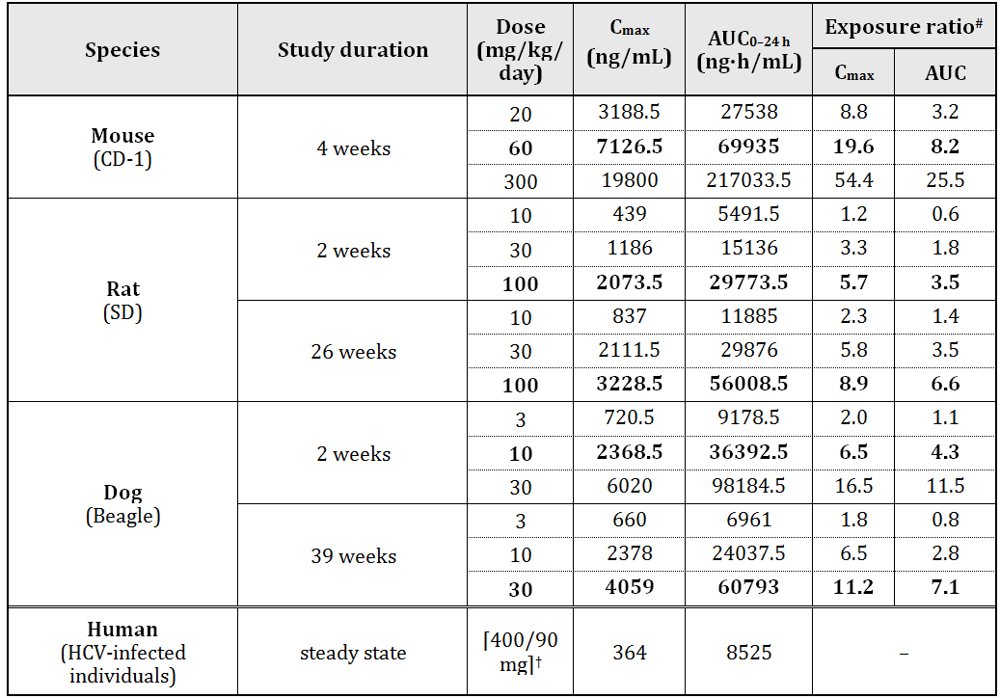 Species Study duration Dose (mg/kg/day) Cmax (ng/mL) AUC0–24 h (ng·h/mL) Exposure ratio#
Cmax AUC
Mouse (CD-1) 4 weeks 20 3188.5 27538 8.8 3.2
60 7126.5 69935 19.6 8.2
300 19800 217033.5 54.4 25.5
Rat (SD) 2 weeks 10 439 5491.5 1.2 0.6
30 1186 15136 3.3 1.8
100 2073.5 29773.5 5.7 3.5
26 weeks 10 837 11885 2.3 1.4
30 2111.5 29876 5.8 3.5
100 3228.5 56008.5 8.9 6.6
Dog (Beagle) 2 weeks 3 720.5 9178.5 2.0 1.1
10 2368.5 36392.5 6.5 4.3
30 6020 98184.5 16.5 11.5
39 weeks 3 660 6961 1.8 0.8
10 2378 24037.5 6.5 2.8
30 4059 60793 11.2 7.1
Human (HCV-infected individuals) steady state ⌈400/90 mg⌉† 364 8525 –